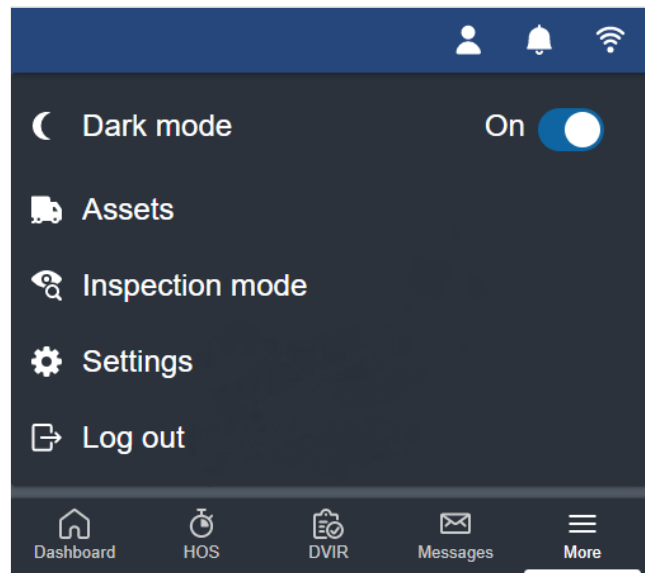 Dark mode On
Assets
Inspection mode
Settings
Log out
Dashboard HOS DVIR Messages More